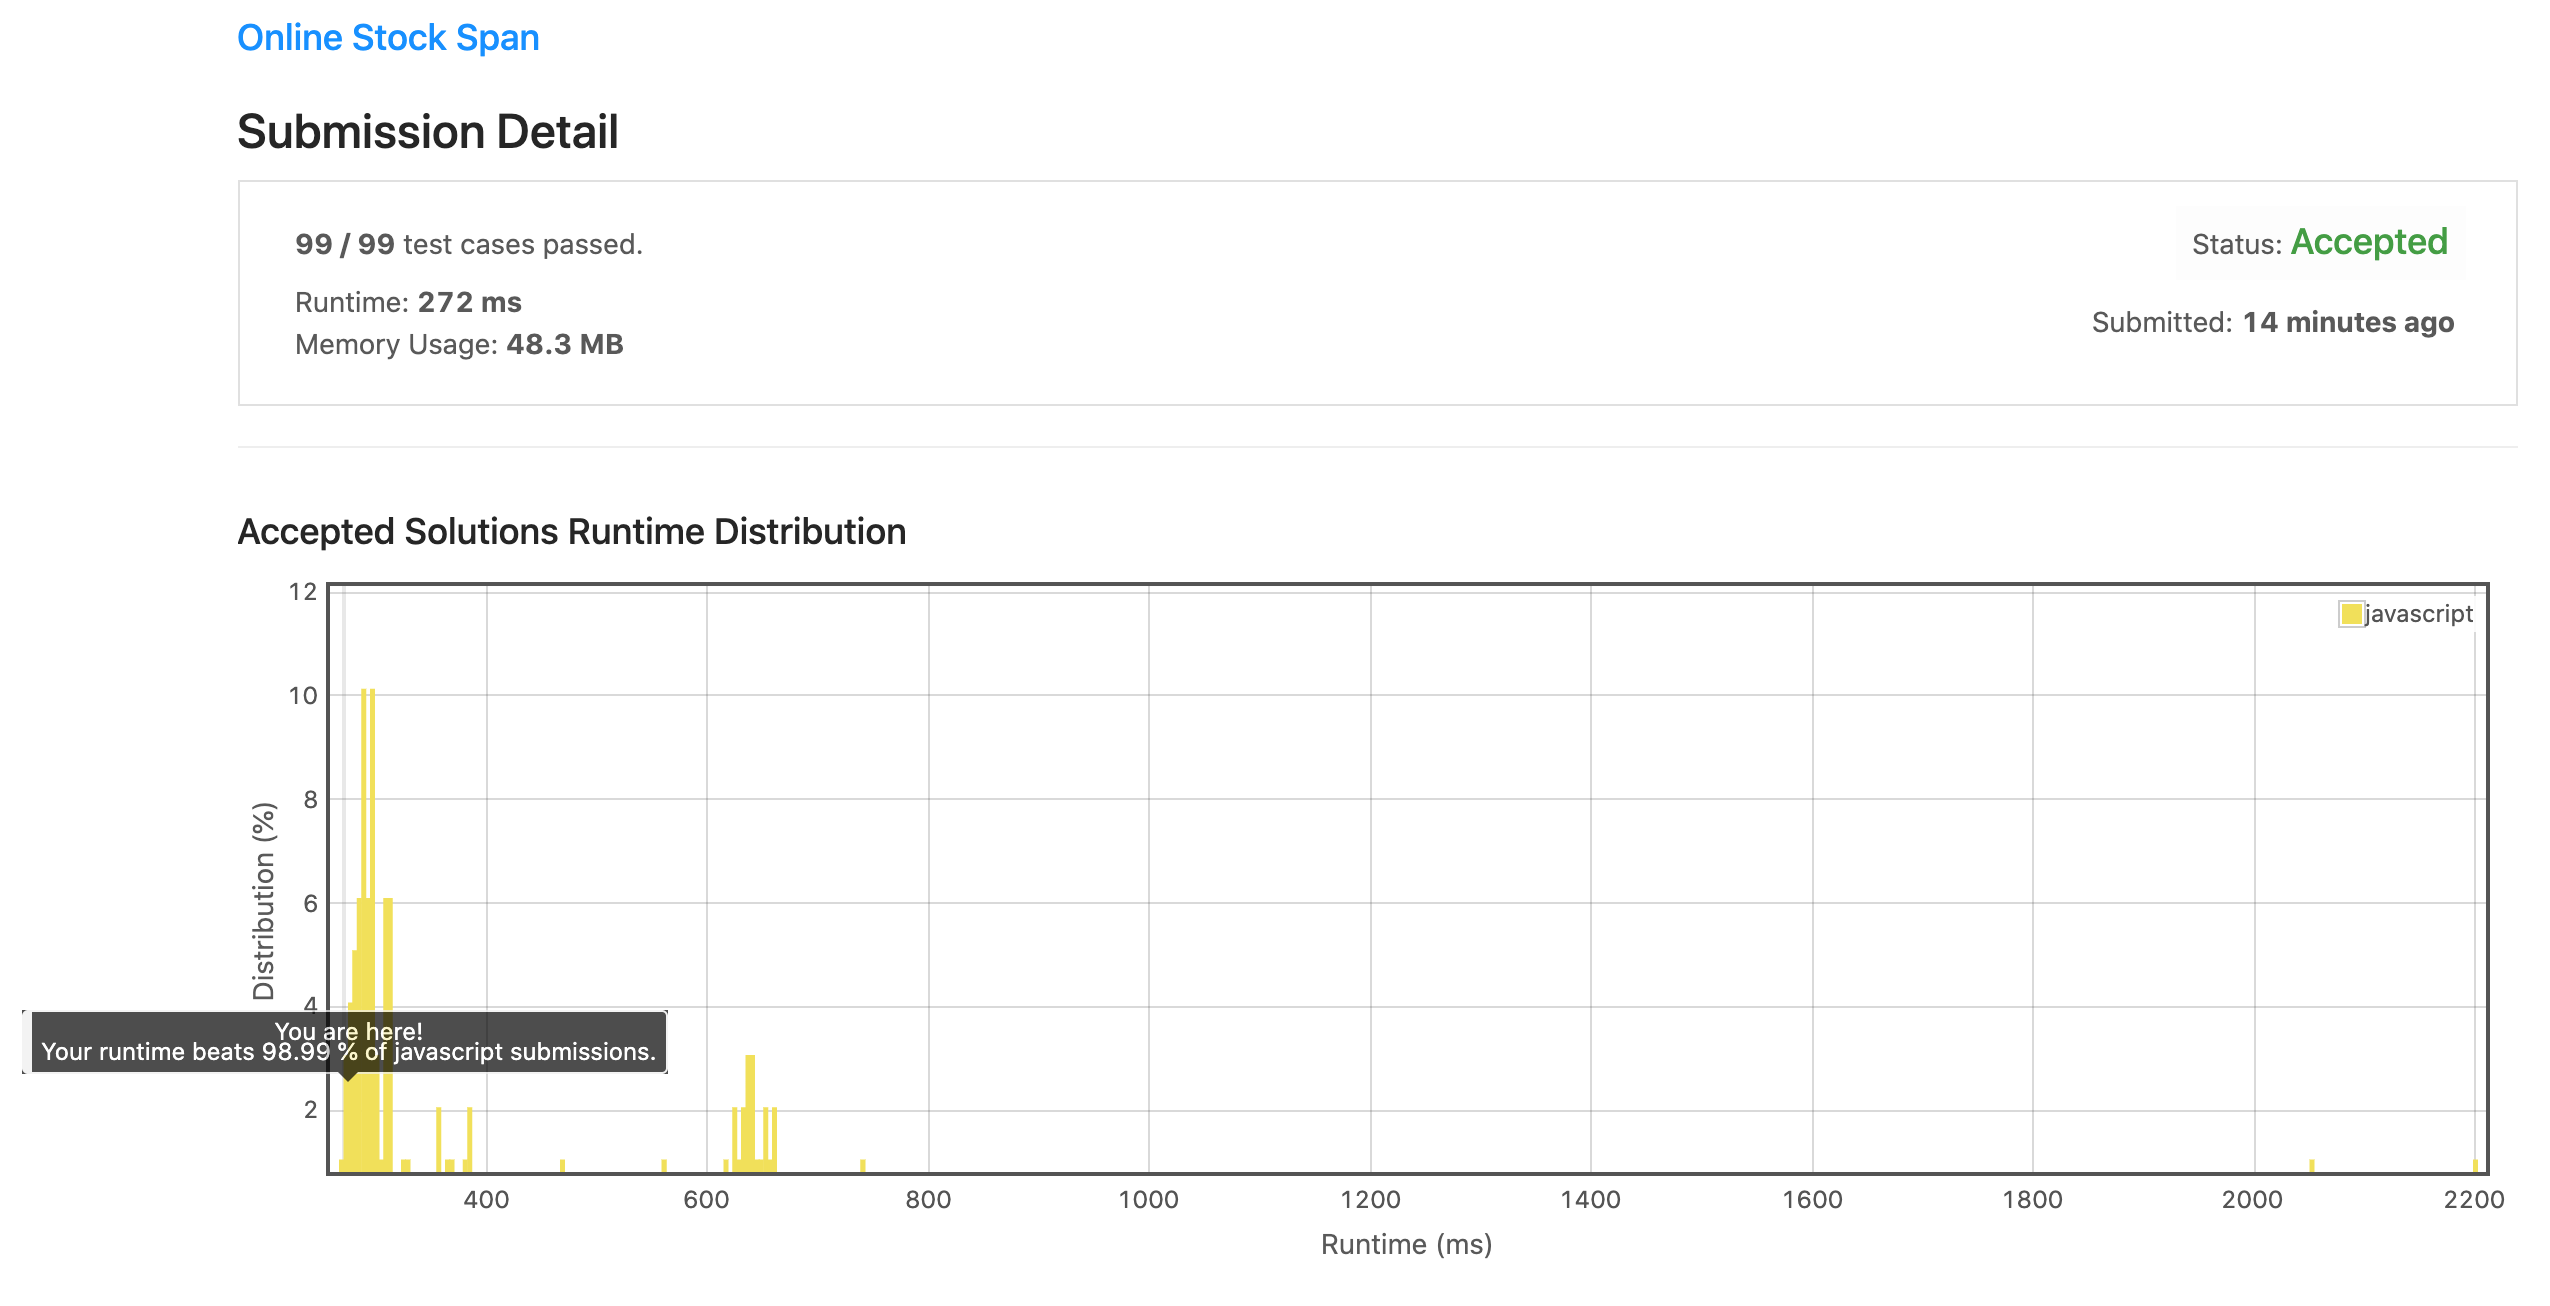 Online Stock Span
Submission Detail
99 / 99 test cases passed.
Status: Accepted
Runtime: 272 ms
Submitted: 14 minutes ago
Memory Usage: 48.3 MB
Accepted Solutions Runtime Distribution
12
10
8
6
4
2
Distribution (%)
javascript
You are here!
Your runtime beats 98.99 % of javascript submissions.
400 600 800 1000 1200 1400 1600 1800 2000 2200
Runtime (ms)